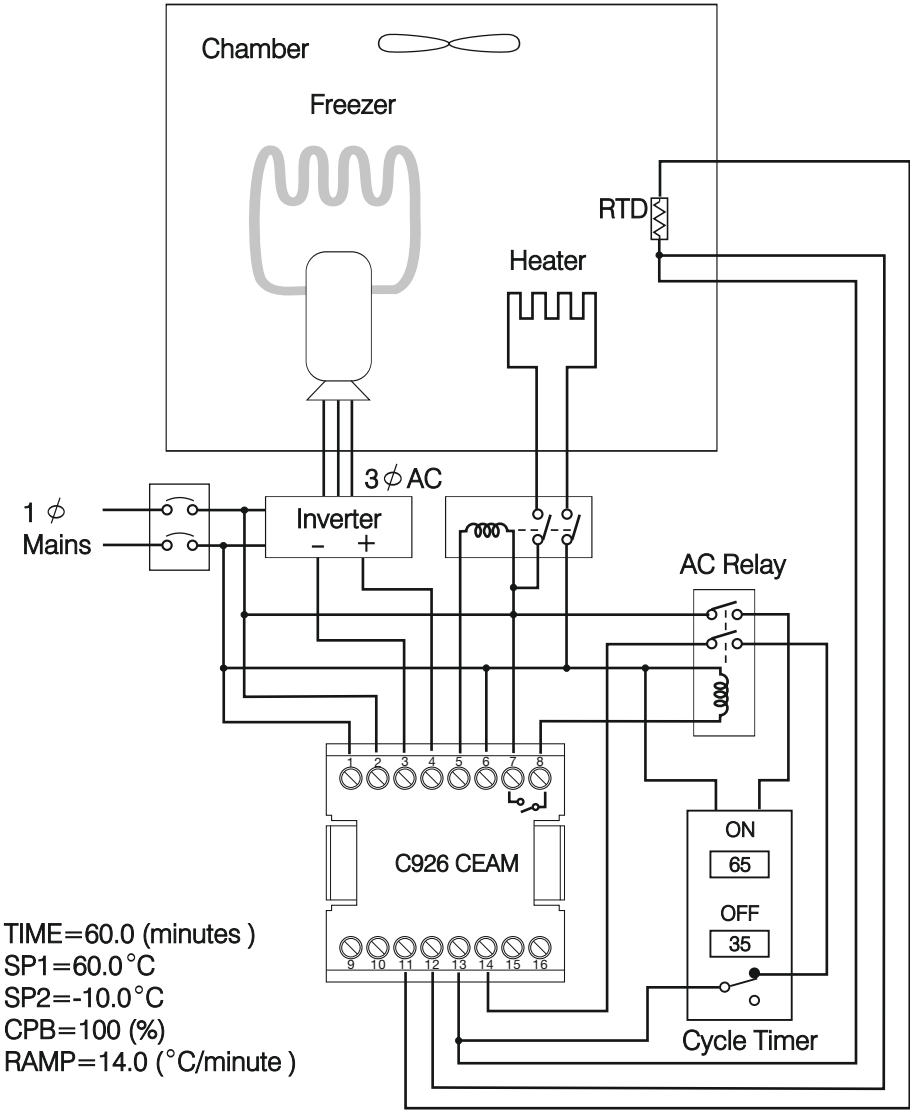 Chamber
Freezer
RTD
Heater
3 ϕ AC
1 ϕ
Mains
Inverter
− +
AC Relay
1 2 3 4 5 6 7 8
C926 CEAM
9 10 11 12 13 14 15 16
ON
65
OFF
35
Cycle Timer
TIME=60.0 (minutes )
SP1=60.0°C
SP2=-10.0°C
CPB=100 (%)
RAMP=14.0 (°C/minute )